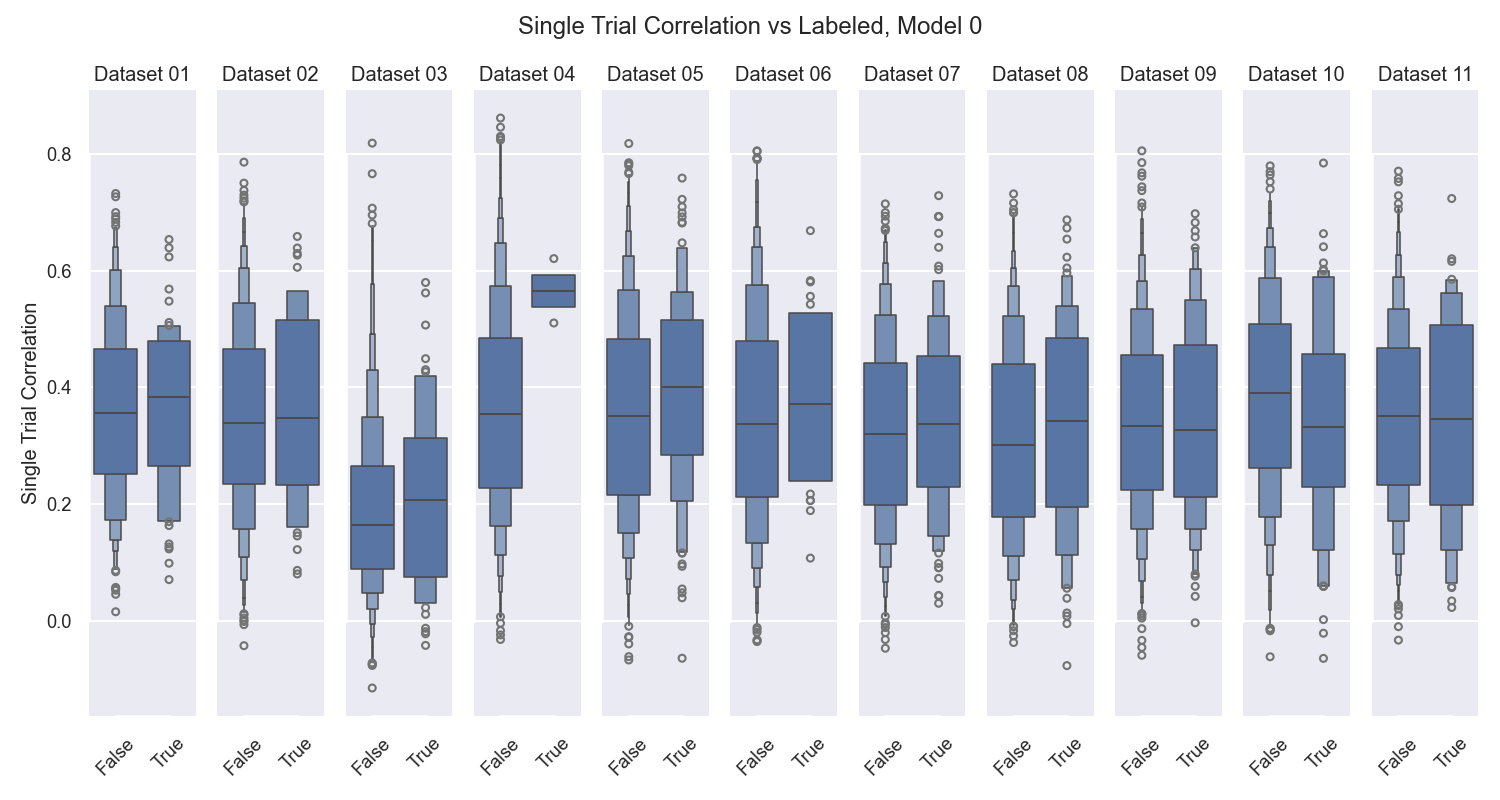 Single Trial Correlation vs Labeled, Model 0
Dataset 01 Dataset 02 Dataset 03 Dataset 04 Dataset 05 Dataset 06 Dataset 07 Dataset 08 Dataset 09 Dataset 10 Dataset 11
Single Trial Correlation
0.8
0.6
0.4
0.2
0.0
False True False True False True False True False True False True False True False True False True False True False True